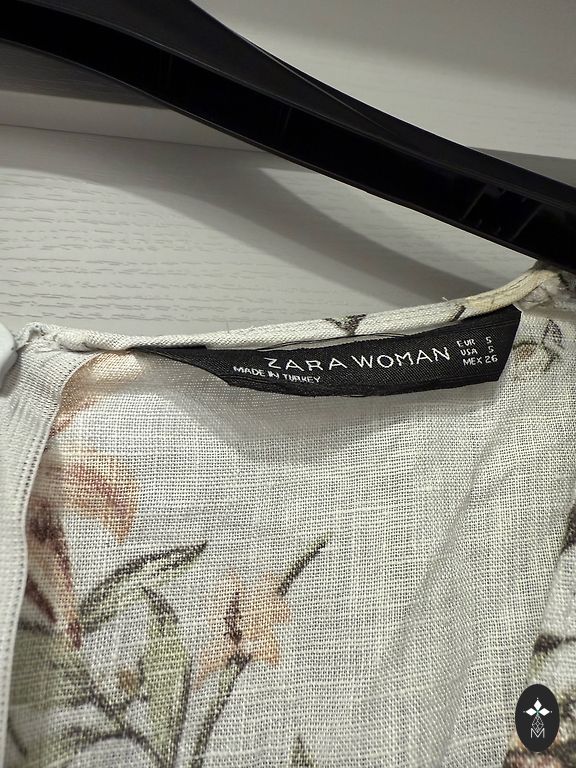 ZARA WOMAN
MADE IN TURKEY
EUR S
USA S
MEX 26
M